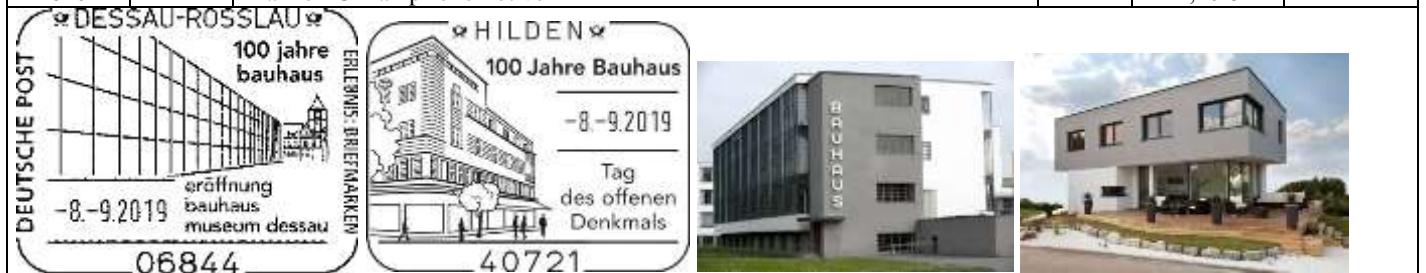 DESSAU-ROSSLAU
DEUTSCHE POST
100 jahre
bauhaus
ERLEBNIS: BRIEFMARKEN
-8.-9.2019
eröffnung
bauhaus
museum dessau
06844
HILDEN
100 Jahre Bauhaus
-8.-9.2019
Tag
des offenen
Denkmals
40721
BAUHAUS